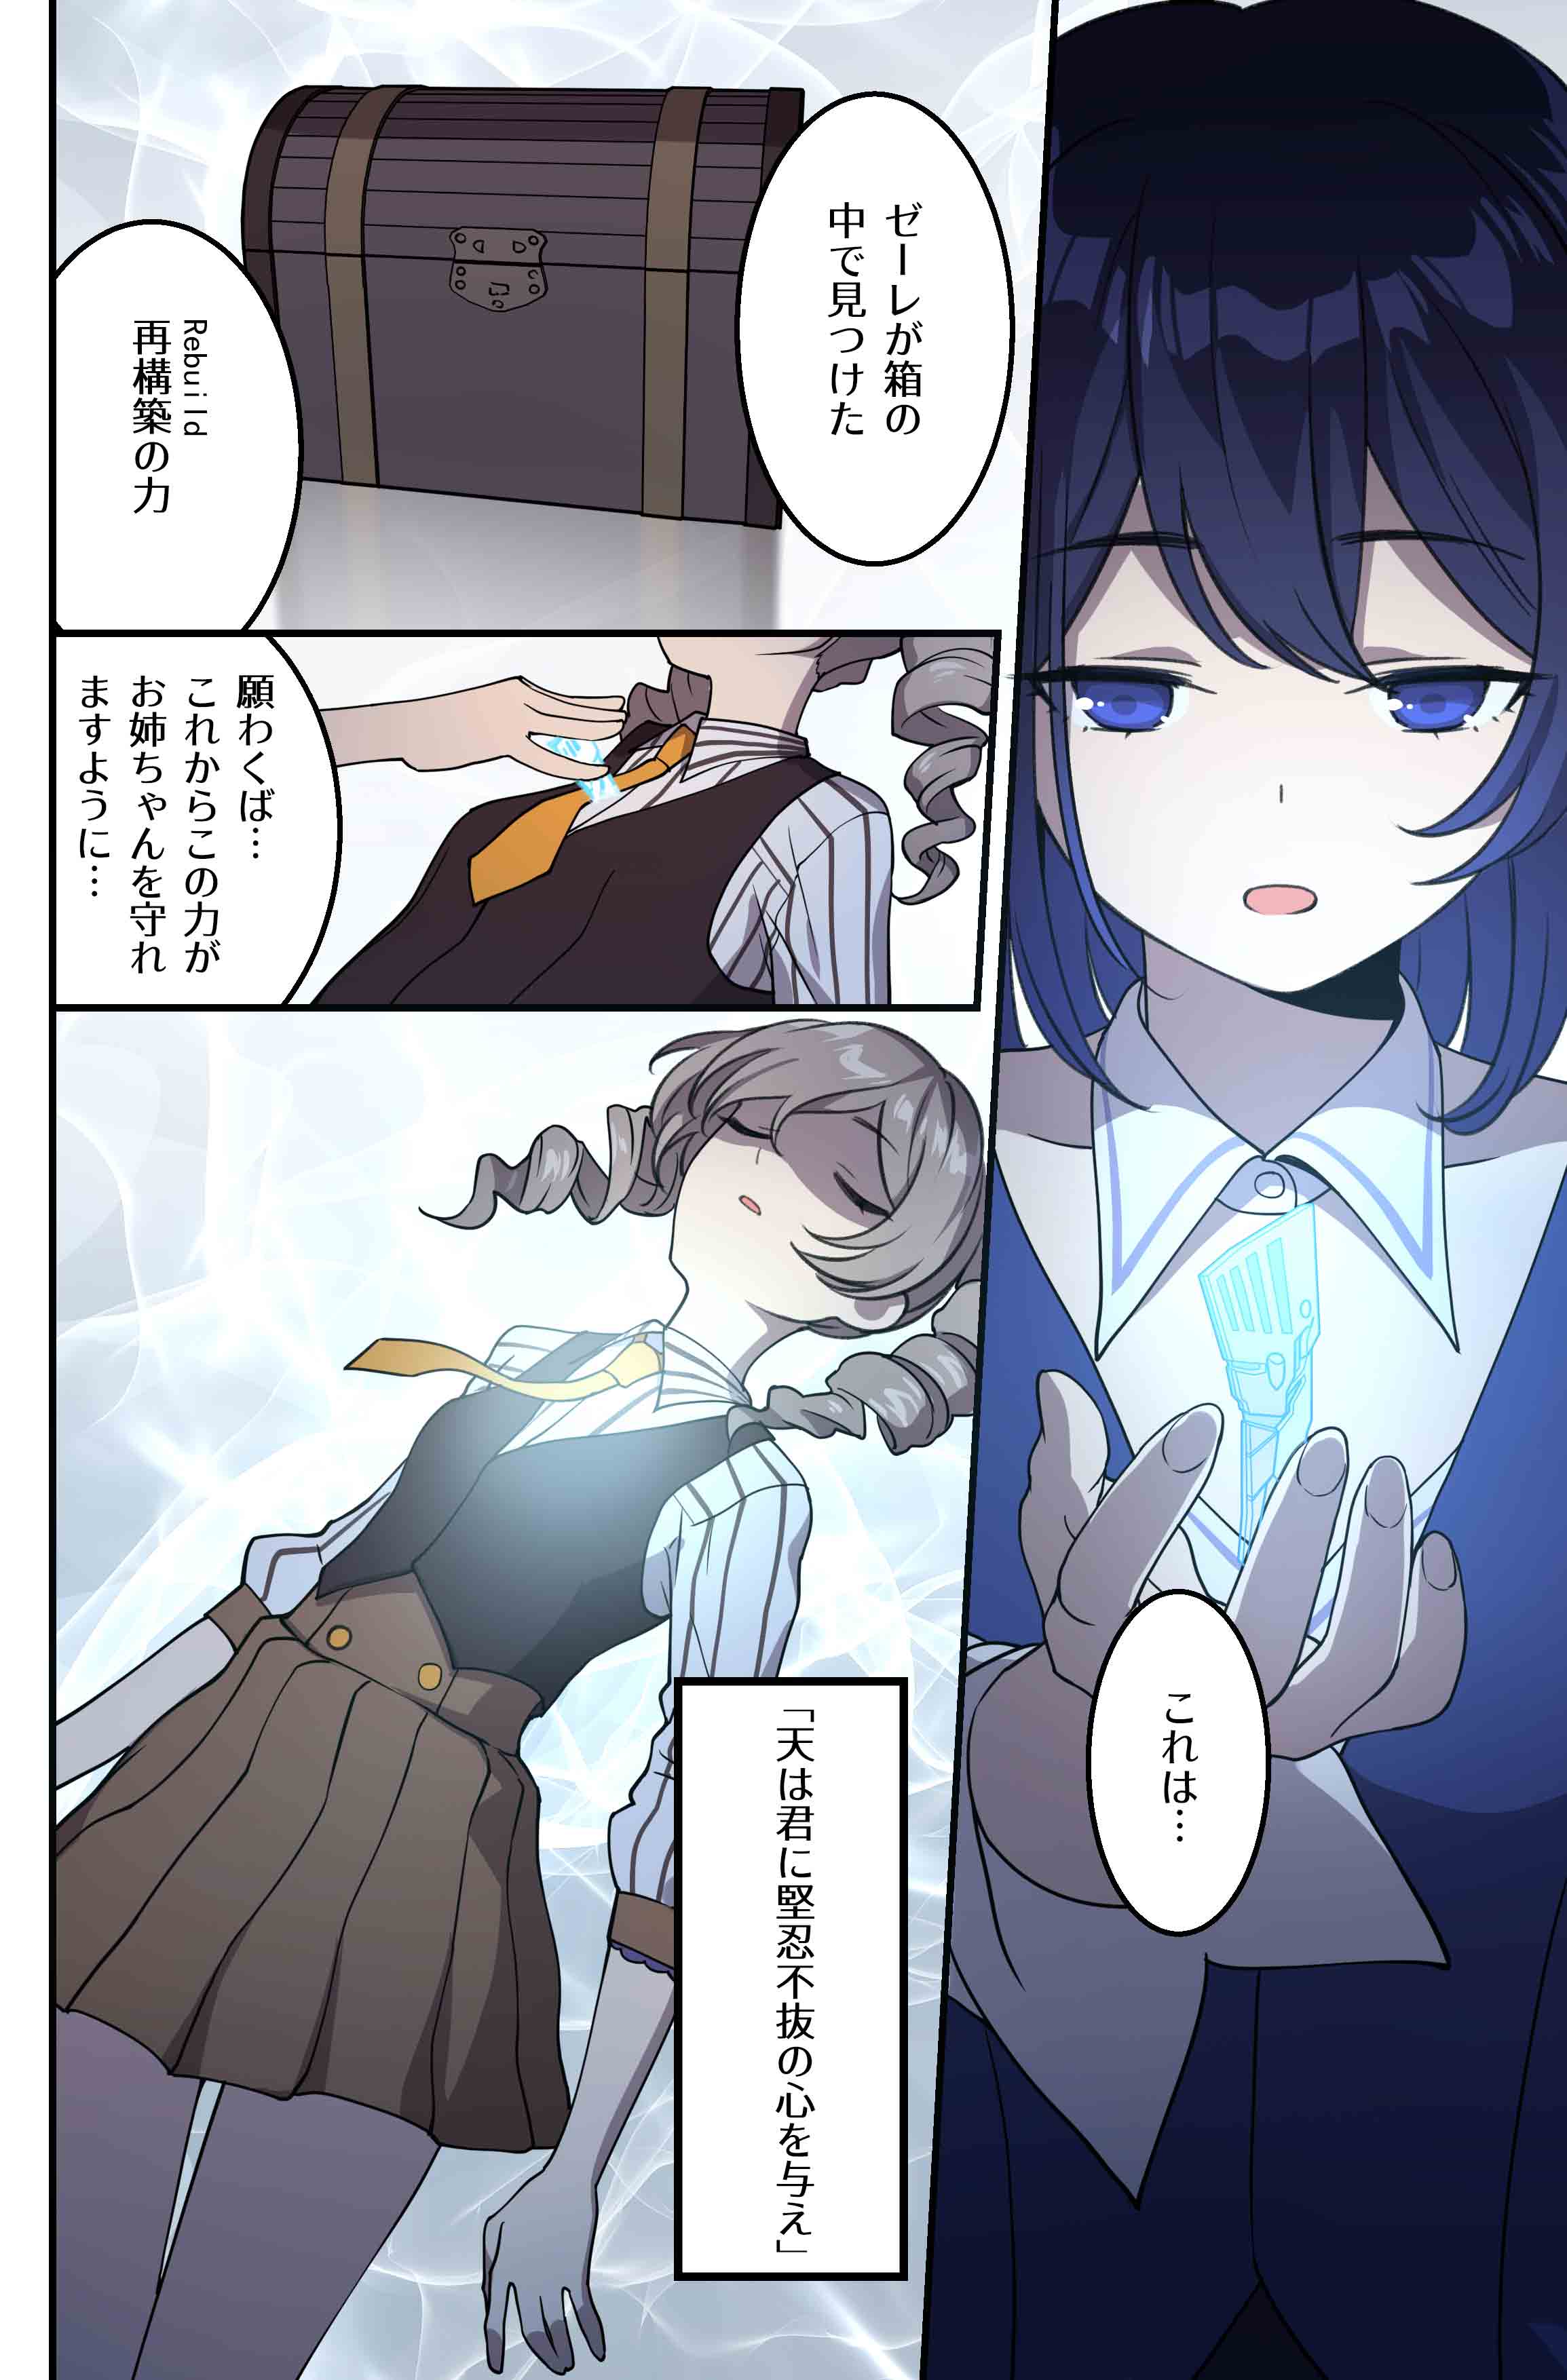 これは…
ゼーレが箱の
中で見つけた
Rebuild
再構築の力
願わくば…
これからこの力が
お姉ちゃんを守れ
ますように…
「天は君に堅忍不抜の心を与え」